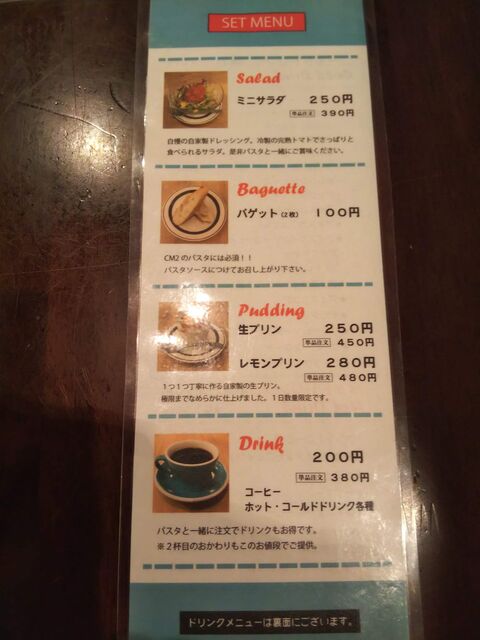 SET MENU
Salad
ミニサラダ 250円
単品注文 390円
自慢の自家製ドレッシング。冷製の完熟トマトでさっぱりと
食べられるサラダ。是非パスタと一緒にご賞味ください。
Baguette
バゲット(2枚) 100円
CM2のパスタには必須!!
パスタソースにつけてお召し上がり下さい。
Pudding
生プリン 250円
単品注文 450円
レモンプリン 280円
単品注文 480円
1つ1つ丁寧に作る自家製の生プリン。
極限までなめらかに仕上げました。1日数量限定です。
Drink
200円
単品注文 380円
コーヒー
ホット・コールドドリンク各種
パスタと一緒に注文でドリンクもお得です。
※2杯目のおかわりもこのお値段でご提供。
ドリンクメニューは裏面にございます。